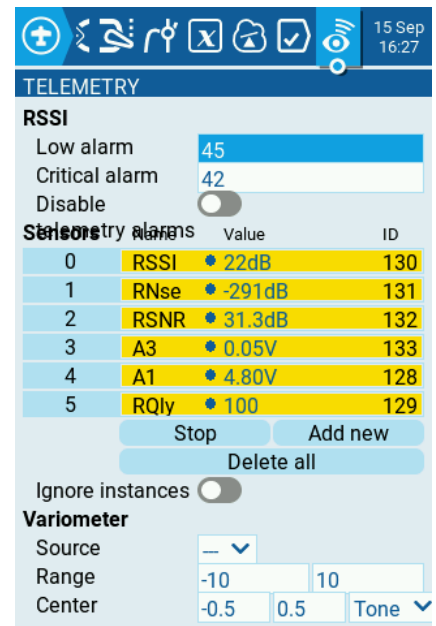 15 Sep
16:27
TELEMETRY
RSSI
Low alarm 45
Critical alarm 42
Disable
telemetry alarms
Sensors Name Value ID
0 RSSI 22dB 130
1 RNse -291dB 131
2 RSNR 31.3dB 132
3 A3 0.05V 133
4 A1 4.80V 128
5 RQly 100 129
Stop Add new
Delete all
Ignore instances
Variometer
Source ---
Range -10 10
Center -0.5 0.5 Tone